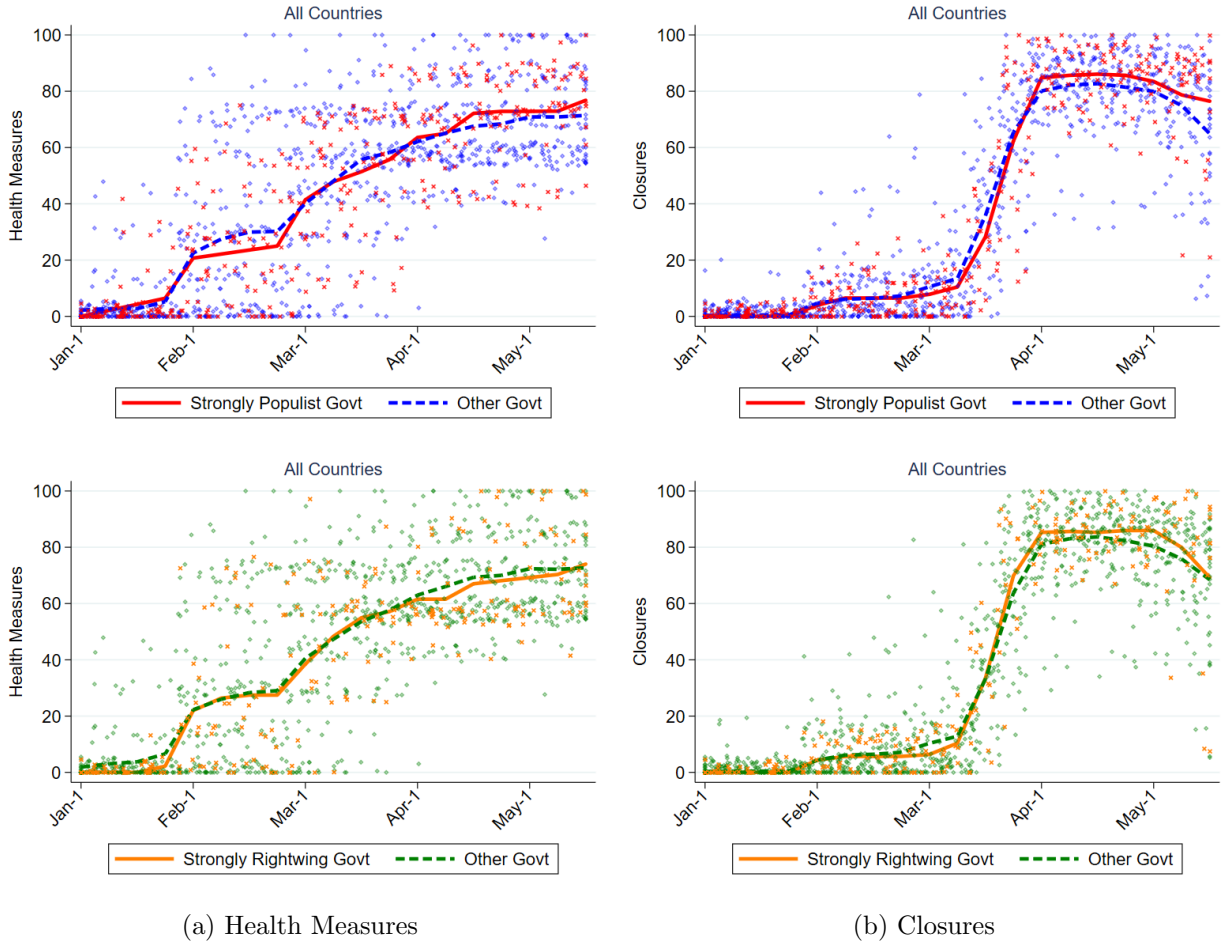 All Countries
Health Measures
100
80
60
40
20
0
Jan-1
Feb-1
Mar-1
Apr-1
May-1
Strongly Populist Govt
Other Govt
All Countries
Closures
100
80
60
40
20
0
Jan-1
Feb-1
Mar-1
Apr-1
May-1
Strongly Populist Govt
Other Govt
All Countries
Health Measures
100
80
60
40
20
0
Jan-1
Feb-1
Mar-1
Apr-1
May-1
Strongly Rightwing Govt
Other Govt
All Countries
Closures
100
80
60
40
20
0
Jan-1
Feb-1
Mar-1
Apr-1
May-1
Strongly Rightwing Govt
Other Govt
(a) Health Measures
(b) Closures